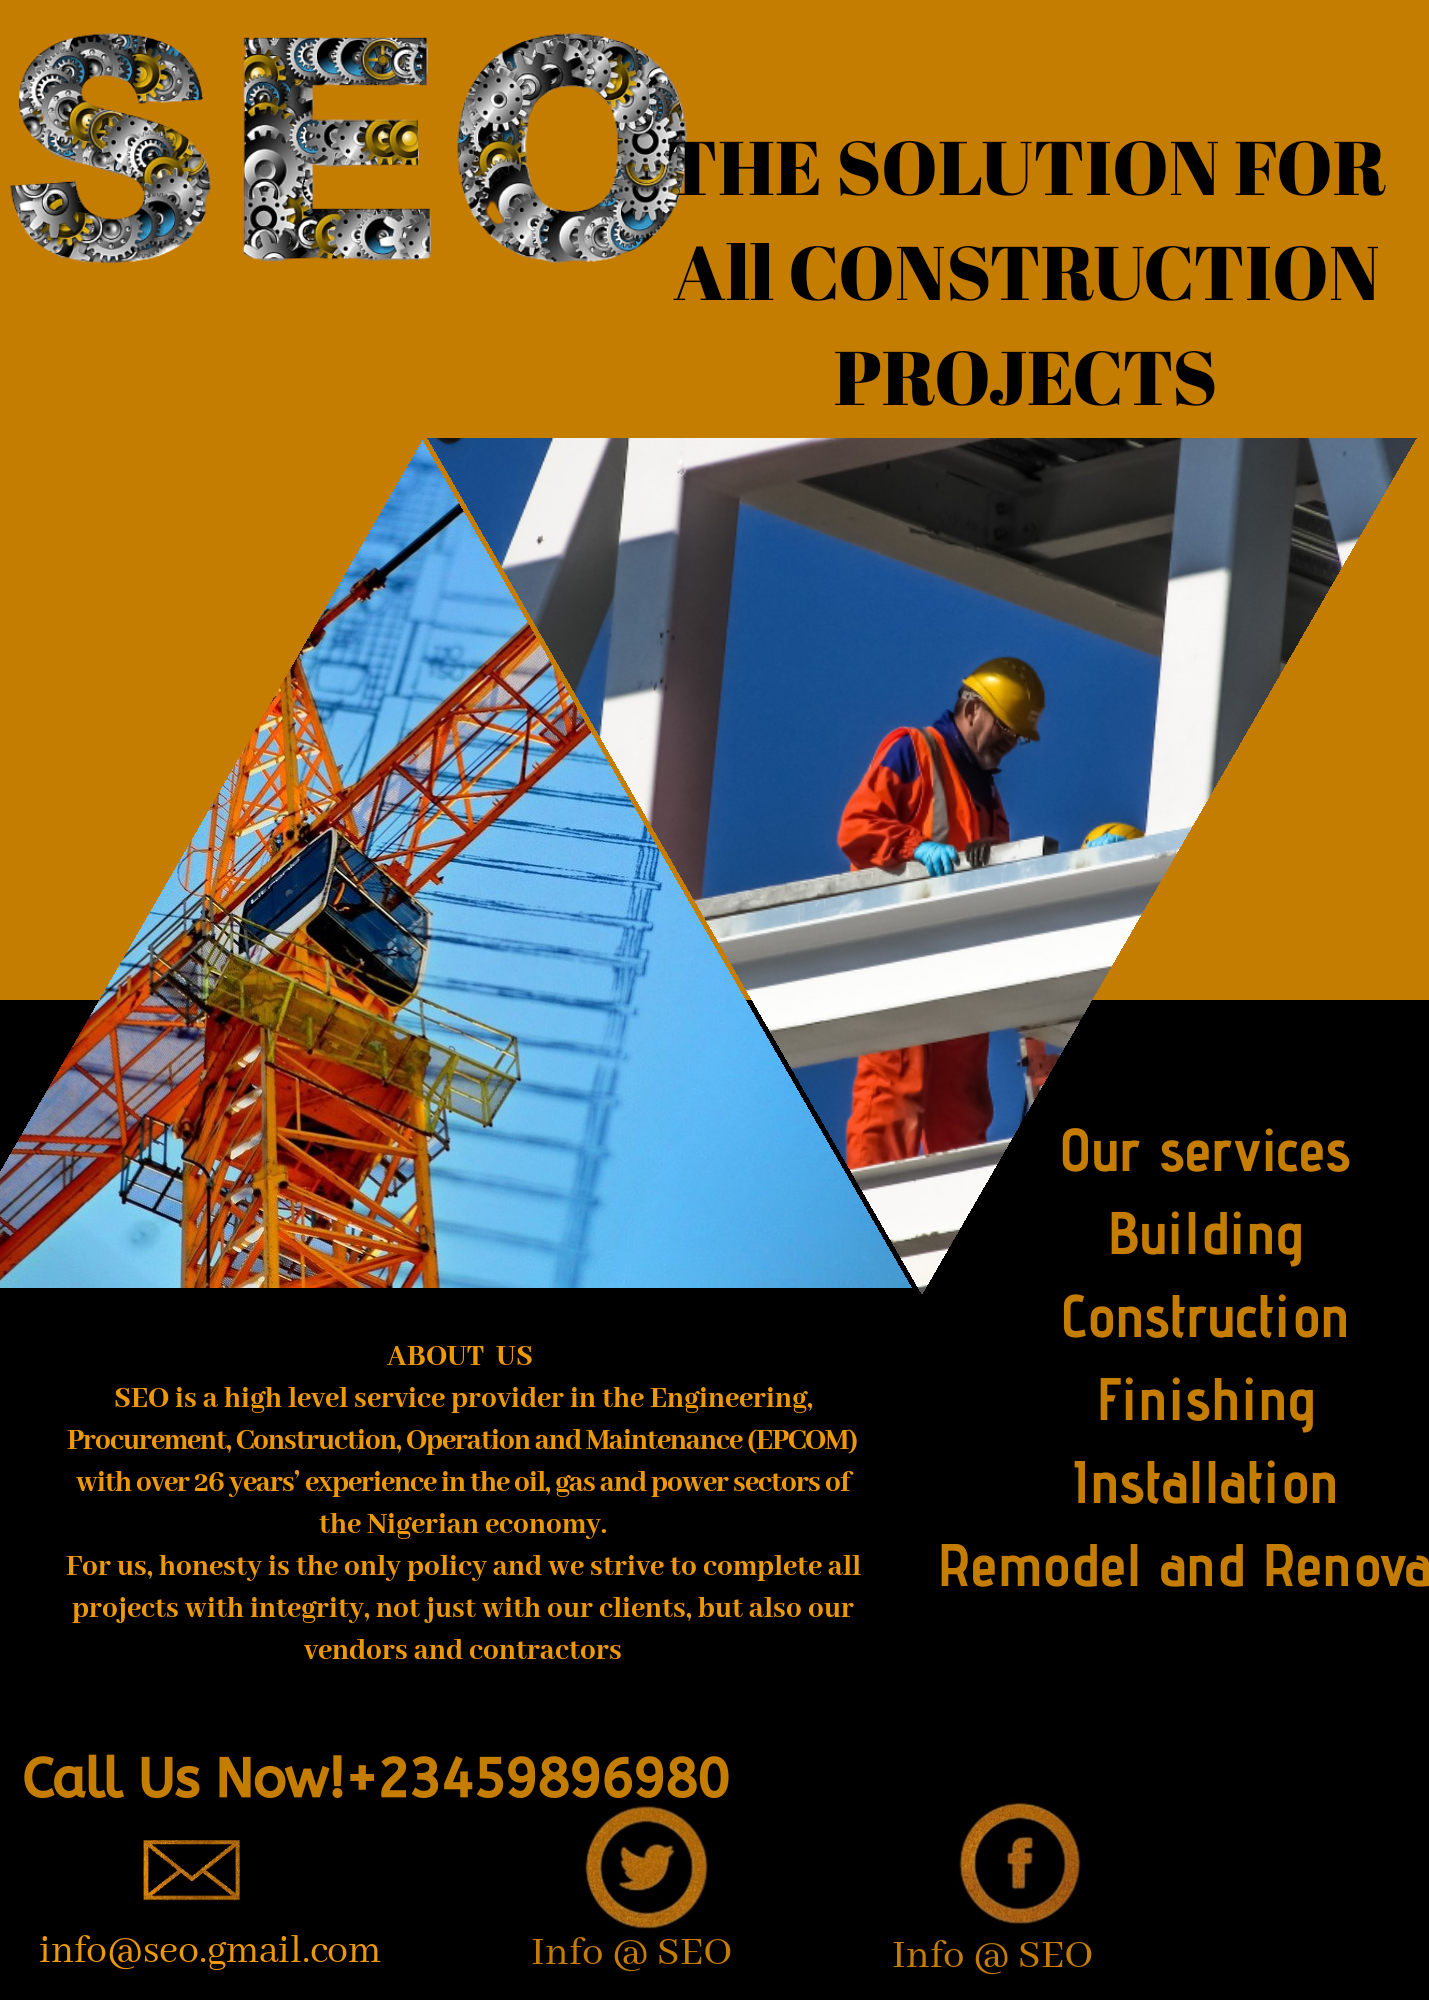 SEO
THE SOLUTION FOR
All CONSTRUCTION
PROJECTS
Our services
Building
Construction
Finishing
Installation
Remodel and Renova
ABOUT US
SEO is a high level service provider in the Engineering,
Procurement, Construction, Operation and Maintenance (EPCOM)
with over 26 years’ experience in the oil, gas and power sectors of
the Nigerian economy.
For us, honesty is the only policy and we strive to complete all
projects with integrity, not just with our clients, but also our
vendors and contractors
Call Us Now!+23459896980
info@seo.gmail.com
Info @ SEO
Info @ SEO